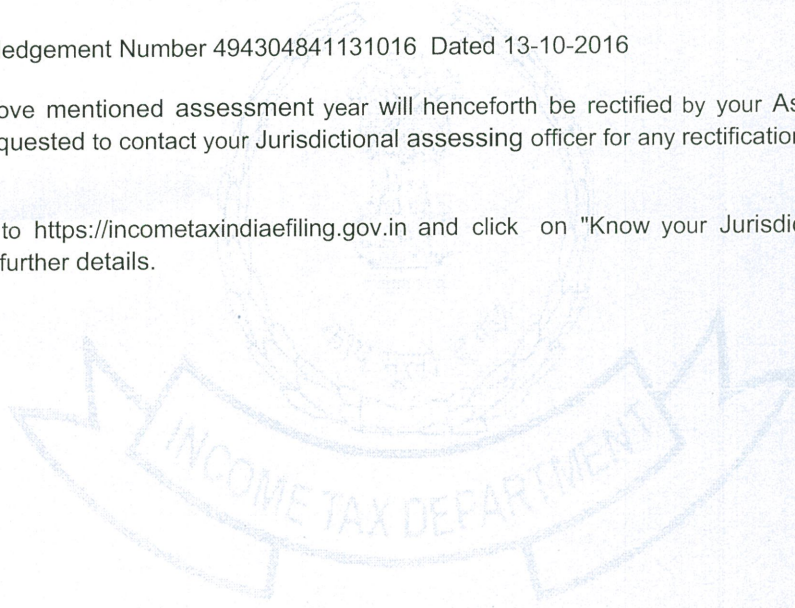 edgement Number 494304841131016 Dated 13-10-2016
ove mentioned assessment year will henceforth be rectified by your As
quested to contact your Jurisdictional assessing officer for any rectification
to https://incometaxindiaefiling.gov.in and click on "Know your Jurisdic
further details.
INCOME TAX DEPARTMENT